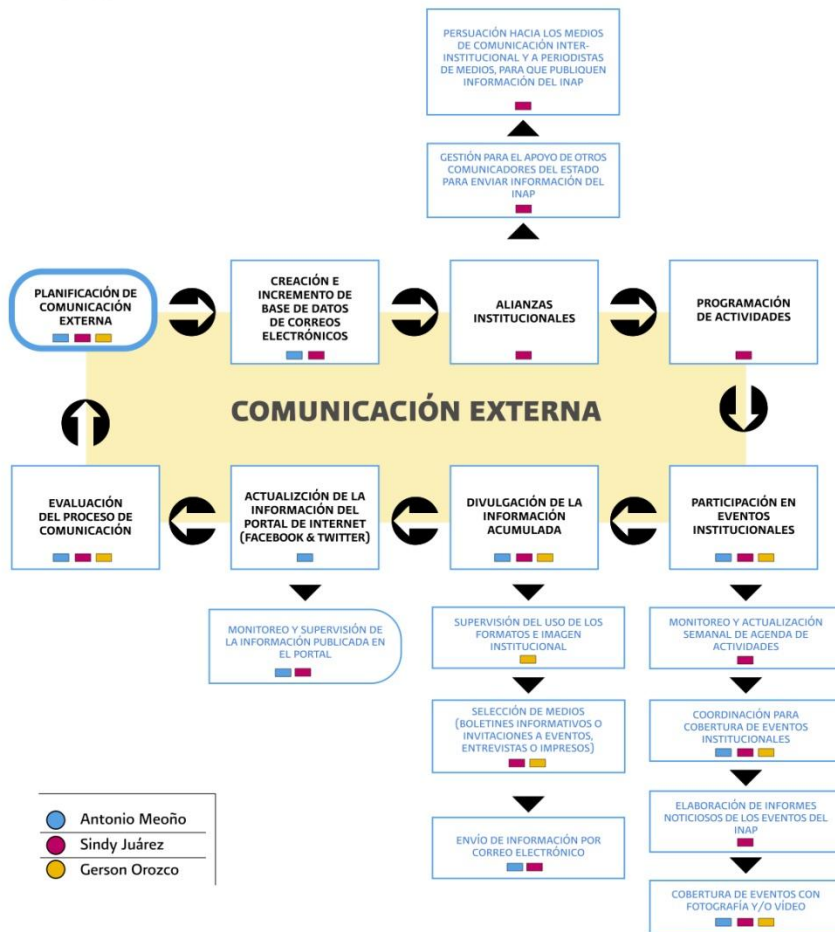 PERSUACIÓN HACIA LOS MEDIOS
DE COMUNICACIÓN INTER-
INSTITUCIONAL Y A PERIODISTAS
DE MEDIOS, PARA QUE PUBLIQUEN
INFORMACIÓN DEL INAP
GESTIÓN PARA EL APOYO DE OTROS
COMUNICADORES DEL ESTADO
PARA ENVIAR INFORMACIÓN DEL
INAP
PLANIFICACIÓN DE
COMUNICACIÓN
EXTERNA
CREACIÓN E
INCREMENTO DE
BASE DE DATOS
DE CORREOS
ELECTRÓNICOS
ALIANZAS
INSTITUCIONALES
PROGRAMACIÓN
DE ACTIVIDADES
COMUNICACIÓN EXTERNA
EVALUACIÓN
DEL PROCESO DE
COMUNICACIÓN
ACTUALIZCIÓN DE LA
INFORMACIÓN DEL
PORTAL DE INTERNET
(FACEBOOK & TWITTER)
DIVULGACIÓN DE LA
INFORMACIÓN
ACUMULADA
PARTICIPACIÓN EN
EVENTOS
INSTITUCIONALES
MONITOREO Y SUPERVISIÓN DE
LA INFORMACIÓN PUBLICADA EN
EL PORTAL
SUPERVISIÓN DEL USO DE LOS
FORMATOS E IMAGEN
INSTITUCIONAL
MONITOREO Y ACTUALIZACIÓN
SEMANAL DE AGENDA DE
ACTIVIDADES
SELECCIÓN DE MEDIOS
(BOLETINES INFORMATIVOS O
INVITACIONES A EVENTOS,
ENTREVISTAS O IMPRESOS)
COORDINACIÓN PARA
COBERTURA DE EVENTOS
INSTITUCIONALES
ENVÍO DE INFORMACIÓN POR
CORREO ELECTRÓNICO
ELABORACIÓN DE INFORMES
NOTICIOSOS DE LOS EVENTOS DEL
INAP
COBERTURA DE EVENTOS CON
FOTOGRAFÍA Y/O VÍDEO
Antonio Meoño
Sindy Juárez
Gerson Orozco